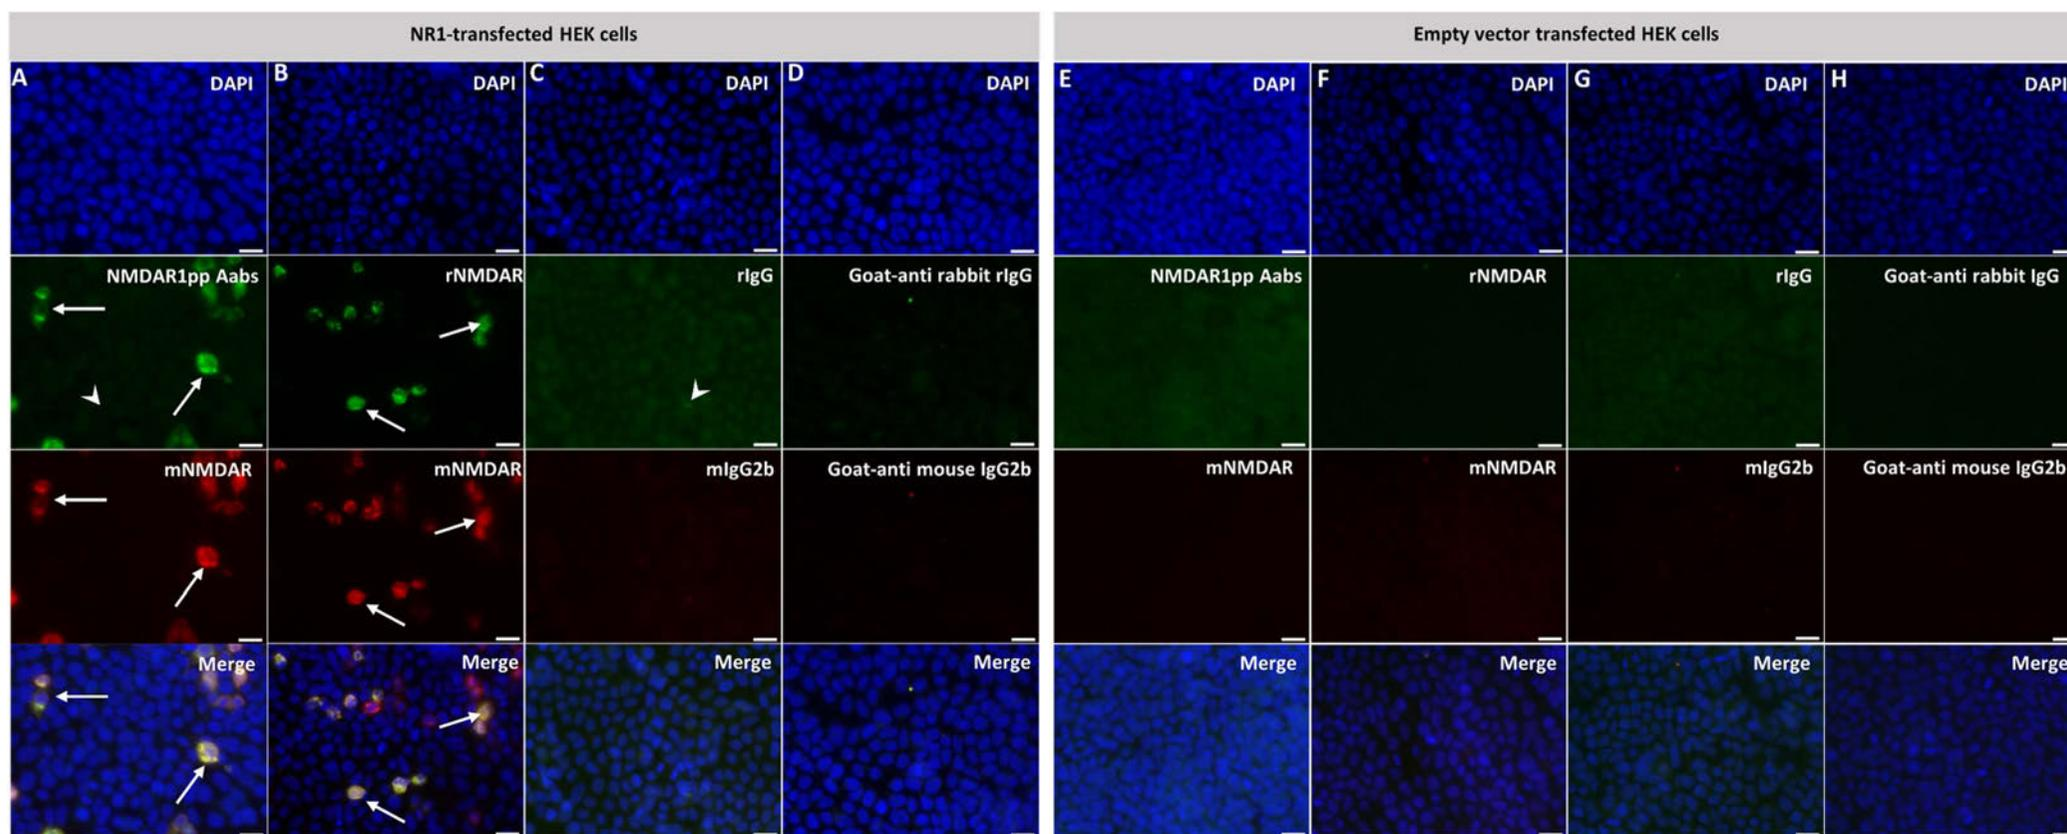 NR1-transfected HEK cells
Empty vector transfected HEK cells
A DAPI B DAPI C DAPI D DAPI E DAPI F DAPI G DAPI H DAPI
NMDAR1pp Aabs rNMDAR rIgG Goat-anti rabbit rIgG NMDAR1pp Aabs rNMDAR rIgG Goat-anti rabbit IgG
mNMDAR mNMDAR mIgG2b Goat-anti mouse IgG2b mNMDAR mNMDAR mIgG2b Goat-anti mouse IgG2b
Merge Merge Merge Merge Merge Merge Merge Merge